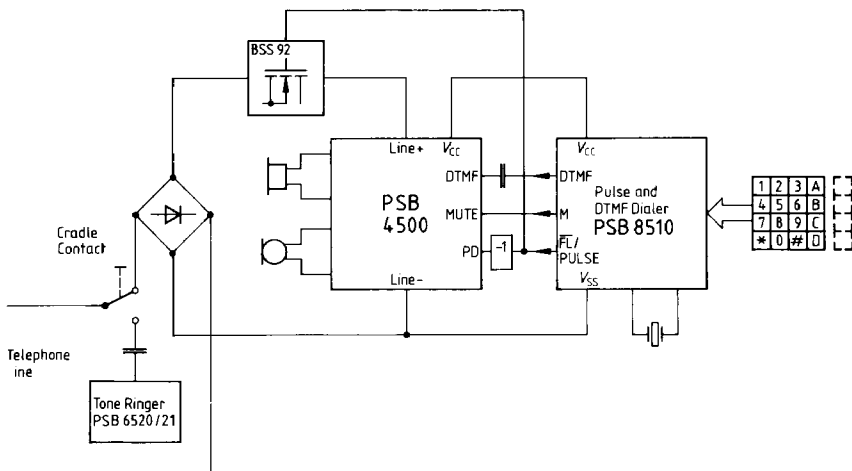 BSS 92
Line+
VCC
VCC
DTMF
DTMF
Pulse and
DTMF Dialer
PSB 8510
PSB
4500
MUTE
M
PD
-1
FL/
PULSE
Line-
VSS
1 2 3 A
4 5 6 B
7 8 9 C
* 0 # D
Cradle
Contact
Telephone
ine
Tone Ringer
PSB 6520/21